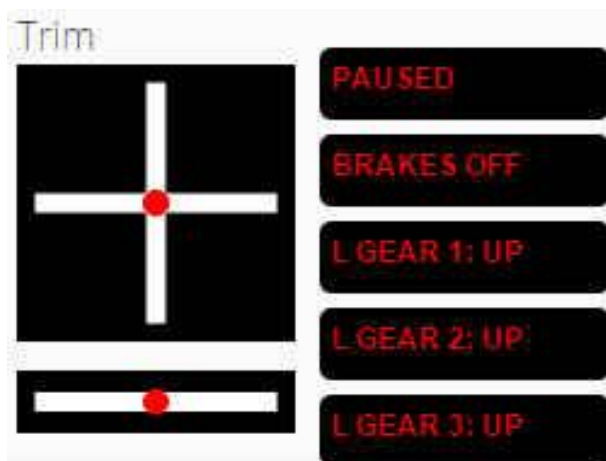 Trim
PAUSED
BRAKES OFF
L GEAR 1: UP
L GEAR 2: UP
L GEAR 3: UP